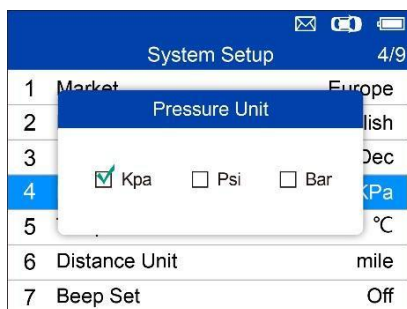 System Setup 4/9
1 Market Europe
Pressure Unit
2 lish
3 Dec
Kpa Psi Bar
4 KPa
5 ℃
6 Distance Unit mile
7 Beep Set Off